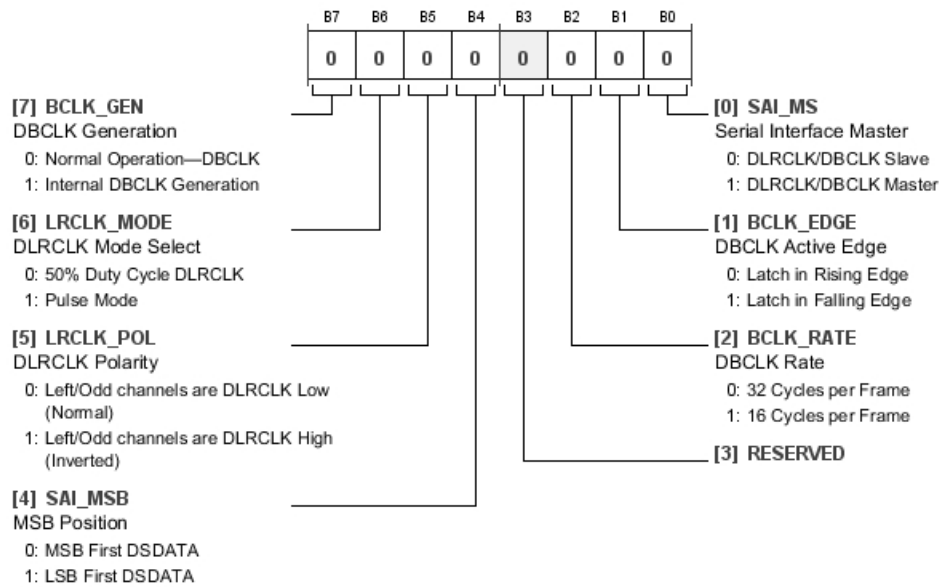 B7 B6 B5 B4 B3 B2 B1 B0
0 0 0 0 0 0 0 0
[7] BCLK_GEN
DBCLK Generation
0: Normal Operation—DBCLK
1: Internal DBCLK Generation
[6] LRCLK_MODE
DLRCLK Mode Select
0: 50% Duty Cycle DLRCLK
1: Pulse Mode
[5] LRCLK_POL
DLRCLK Polarity
0: Left/Odd channels are DLRCLK Low
(Normal)
1: Left/Odd channels are DLRCLK High
(Inverted)
[4] SAI_MSB
MSB Position
0: MSB First DSDATA
1: LSB First DSDATA
[0] SAI_MS
Serial Interface Master
0: DLRCLK/DBCLK Slave
1: DLRCLK/DBCLK Master
[1] BCLK_EDGE
DBCLK Active Edge
0: Latch in Rising Edge
1: Latch in Falling Edge
[2] BCLK_RATE
DBCLK Rate
0: 32 Cycles per Frame
1: 16 Cycles per Frame
[3] RESERVED